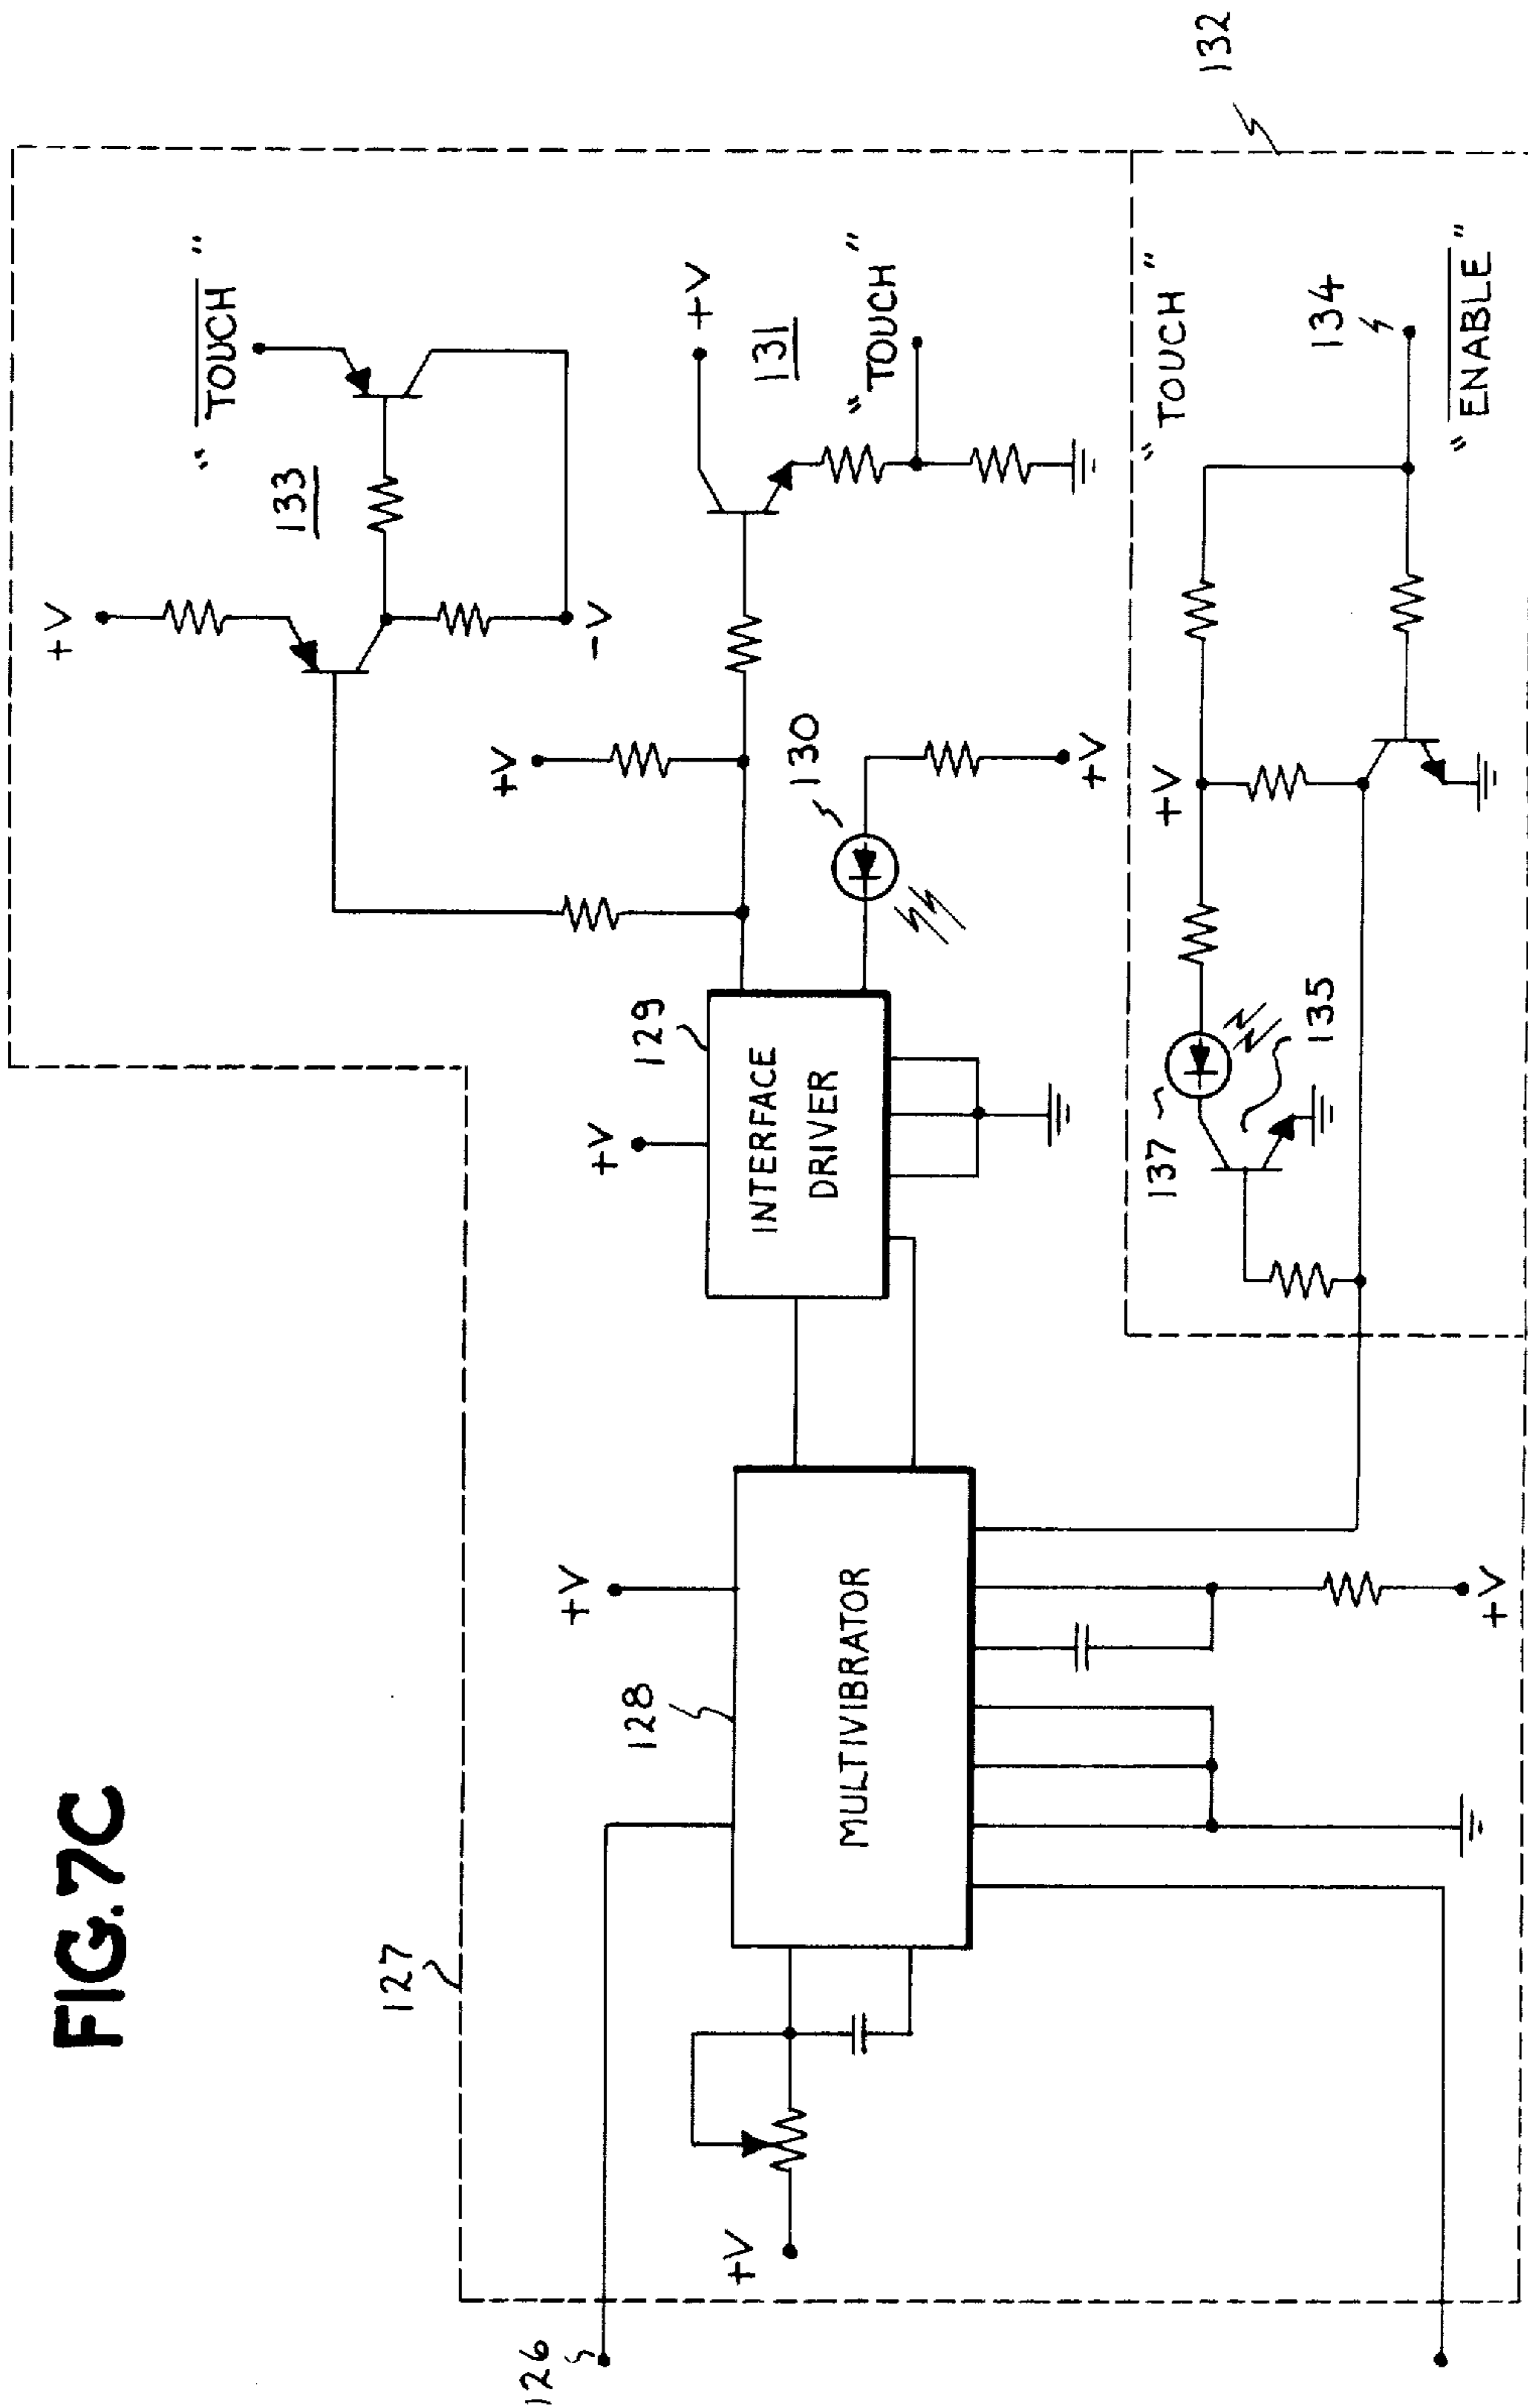 FIG.7C
127
126
+V
128
+V
MULTIVIBRATOR
+V
129
+V
INTERFACE
DRIVER
130
+V
+V
+V
133
-V
"TOUCH"
+V
131
"TOUCH"
132
"TOUCH"
137
135
+V
134
"ENABLE"